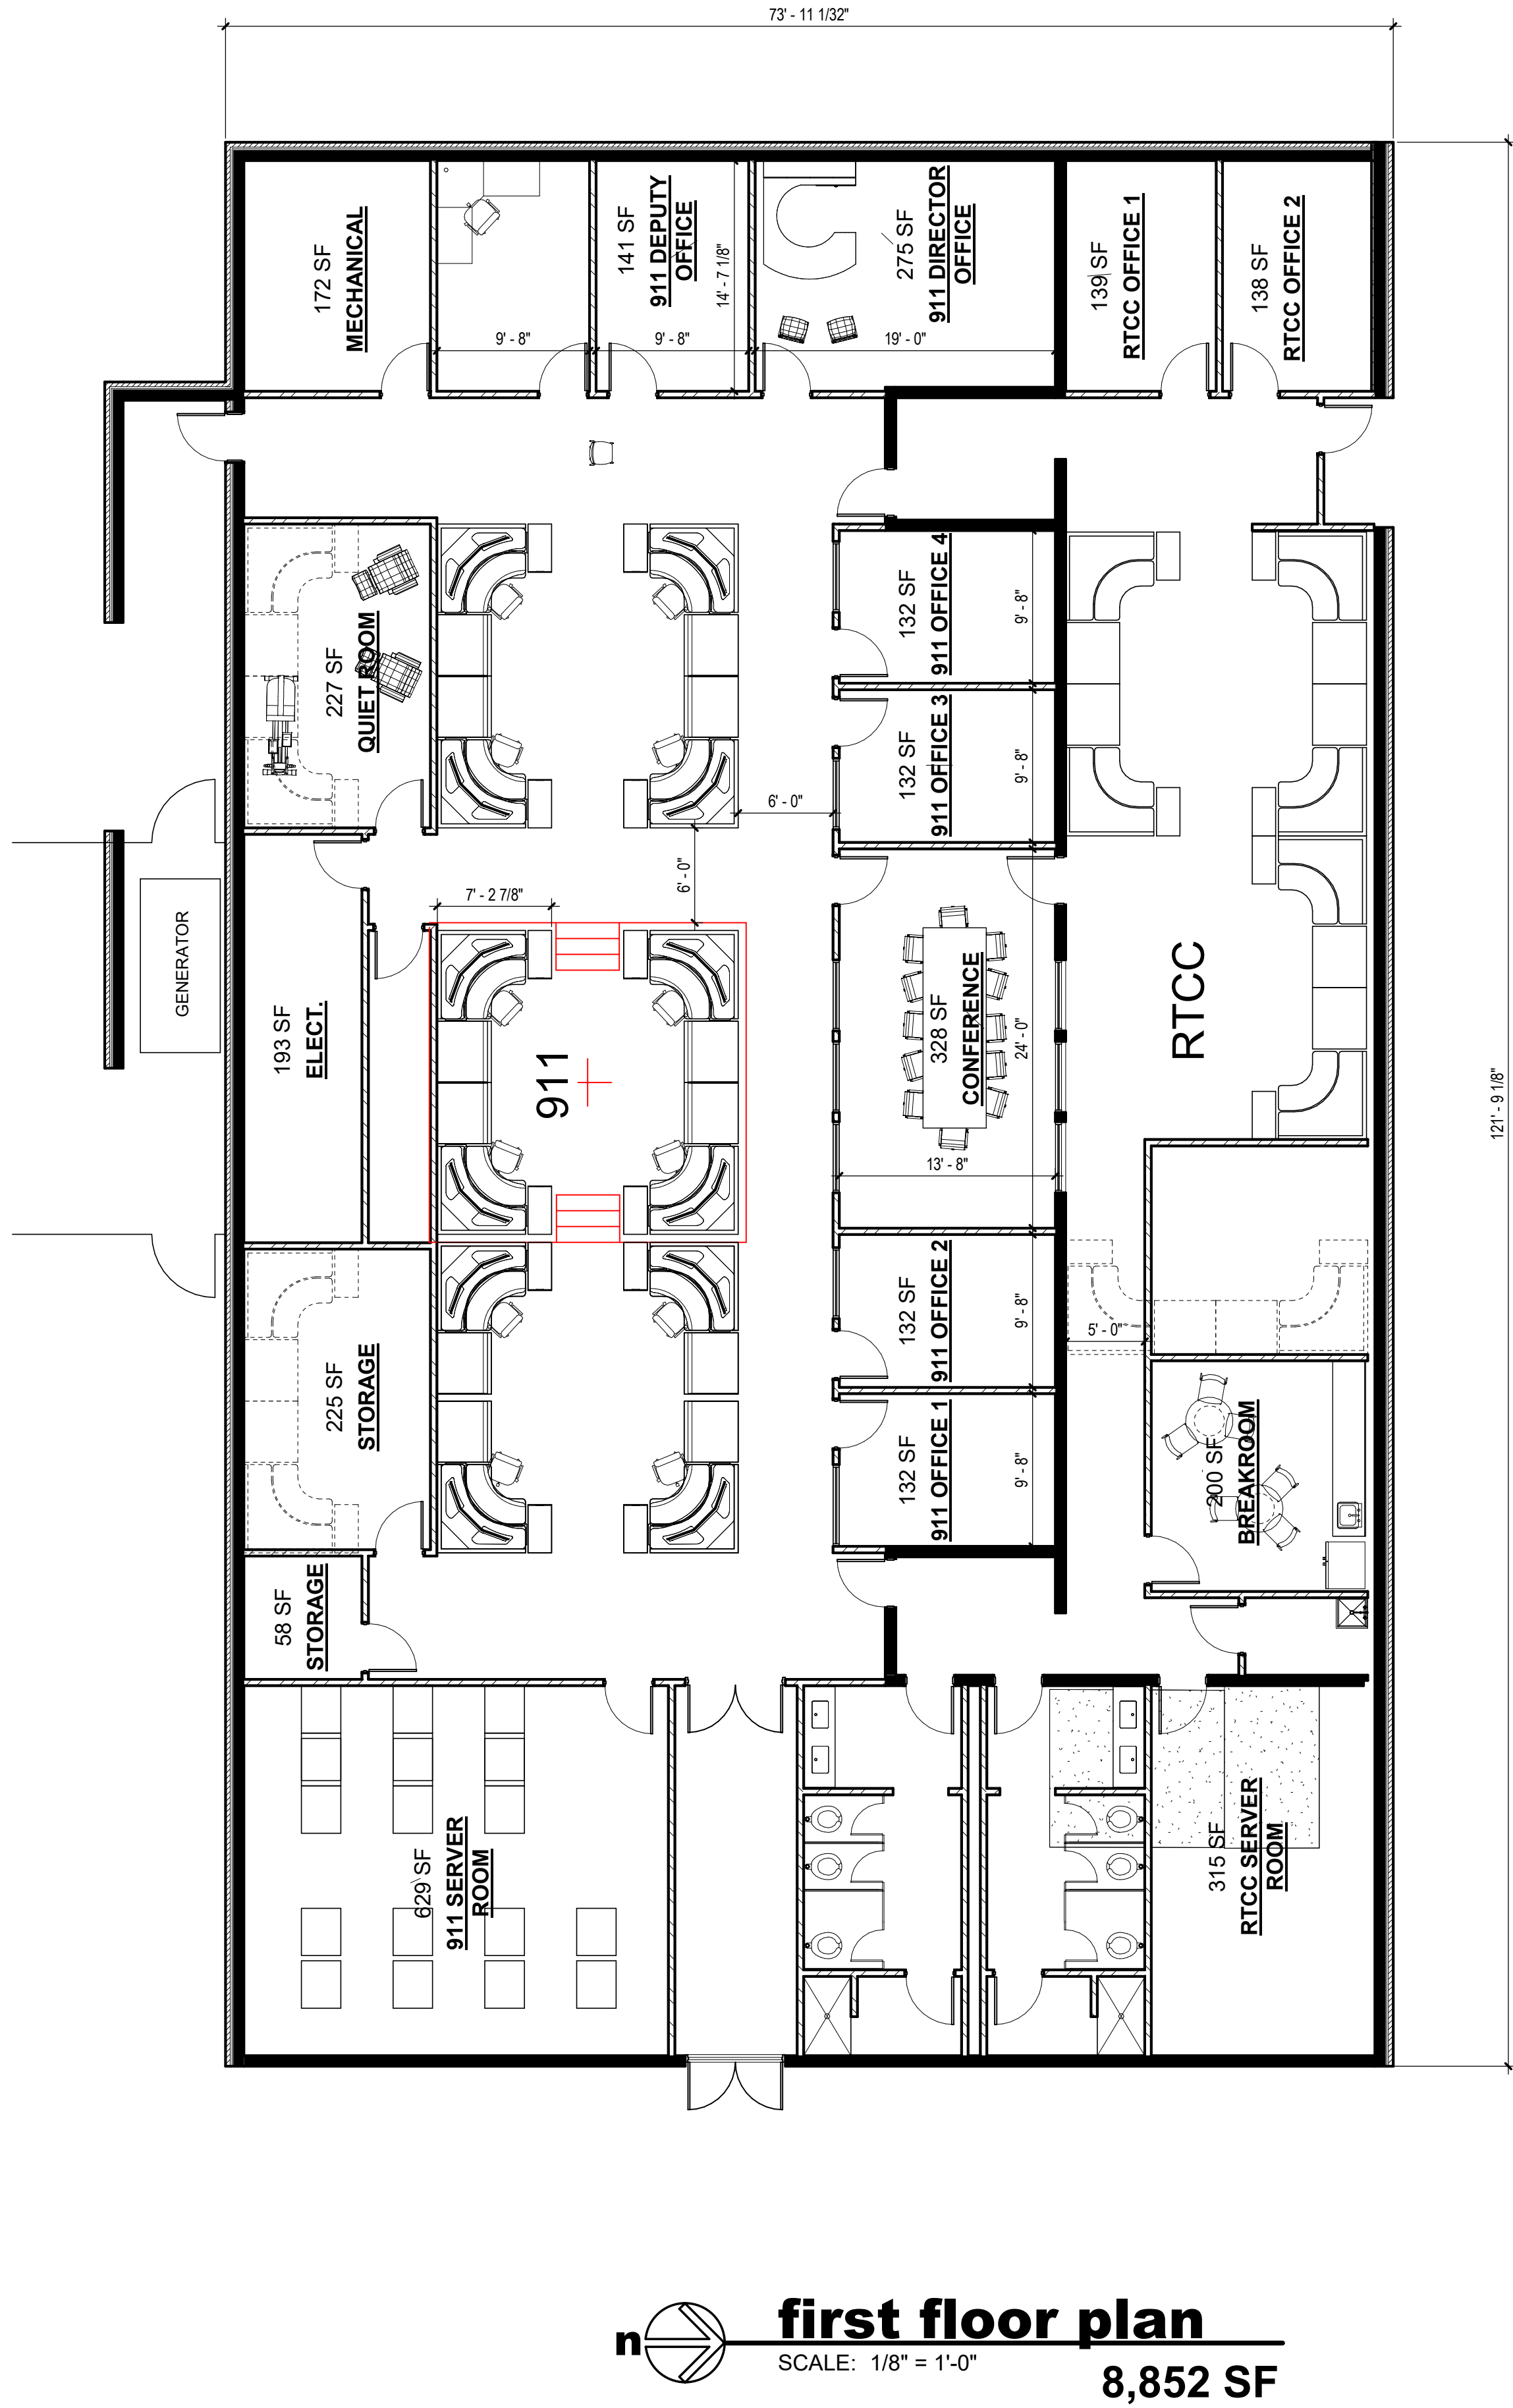 73' - 11 1/32"
172 SF
MECHANICAL
141 SF
911 DEPUTY
OFFICE
14' - 7 1/8"
275 SF
911 DIRECTOR
OFFICE
139 SF
RTCC OFFICE 1
138 SF
RTCC OFFICE 2
9' - 8"
9' - 8"
19' - 0"
227 SF
QUIET ROOM
132 SF
911 OFFICE 4
9' - 8"
132 SF
911 OFFICE 3
9' - 8"
6' - 0"
6' - 0"
7' - 2 7/8"
GENERATOR
193 SF
ELECT.
911
328 SF
CONFERENCE
24' - 0"
13' - 8"
RTCC
121' - 9 1/8"
132 SF
911 OFFICE 2
9' - 8"
5' - 0"
225 SF
STORAGE
132 SF
911 OFFICE 1
9' - 8"
200 SF
BREAKROOM
58 SF
STORAGE
629 SF
911 SERVER
ROOM
315 SF
RTCC SERVER
ROOM
n
first floor plan
SCALE: 1/8" = 1'-0"
8,852 SF